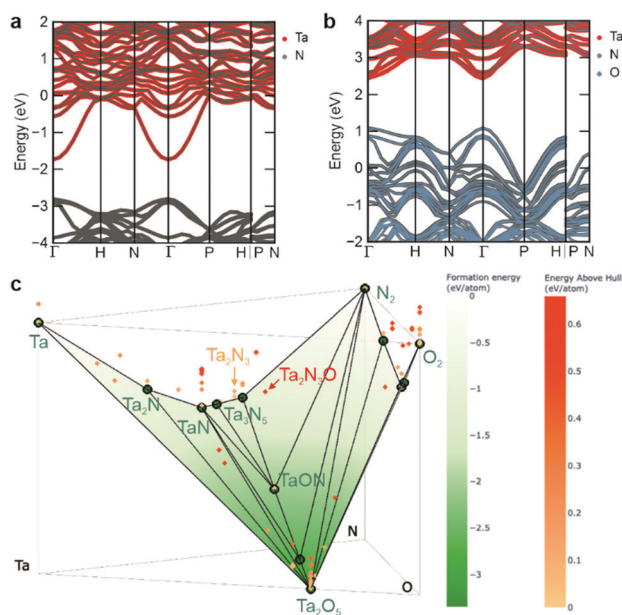 a
2
1
0
-1
-2
-3
-4
Energy (eV)
Γ H N Γ P H P N
Ta
N
b
4
3
2
1
0
-1
-2
Energy (eV)
Γ H N Γ P H P N
Ta
N
O
c
Ta
N₂
O₂
Ta₂N
TaN
Ta₂N₃
Ta₃N₅
Ta₂N₃O
TaON
Ta₂O₅
Ta
N
O
Formation energy
(eV/atom)
0
-0.5
-1
-1.5
-2
-2.5
-3
Energy Above Hull
(eV/atom)
0.6
0.5
0.4
0.3
0.2
0.1
0